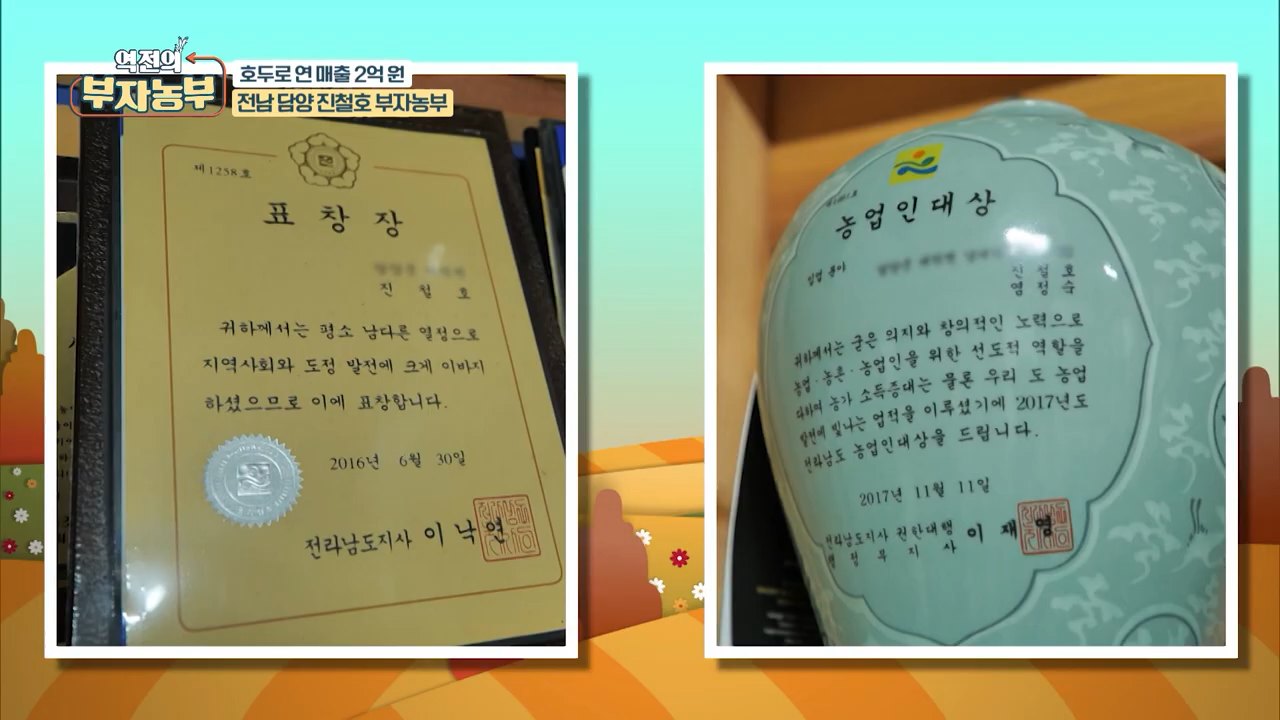 역전의
부자농부
호두로 연 매출 2억 원
전남 담양 진철호 부자농부
제1258호
표창장
진철호
귀하께서는 평소 남다른 열정으로
지역사회와 도정 발전에 크게 이바지
하셨으므로 이에 표창합니다.
2016년 6월 30일
전라남도지사 이낙연
농업인대상
임업 분야
진철호
염정숙
귀하께서는 굳은 의지와 창의적인 노력으로
농업·농촌·농업인을 위한 선도적 역할을
다하여 농가 소득증대는 물론 우리 도 농업
발전에 빛나는 업적을 이루셨기에 2017년도
전라남도 농업인대상을 드립니다.
2017년 11월 11일
전라남도지사 권한대행
행정부지사 이재영